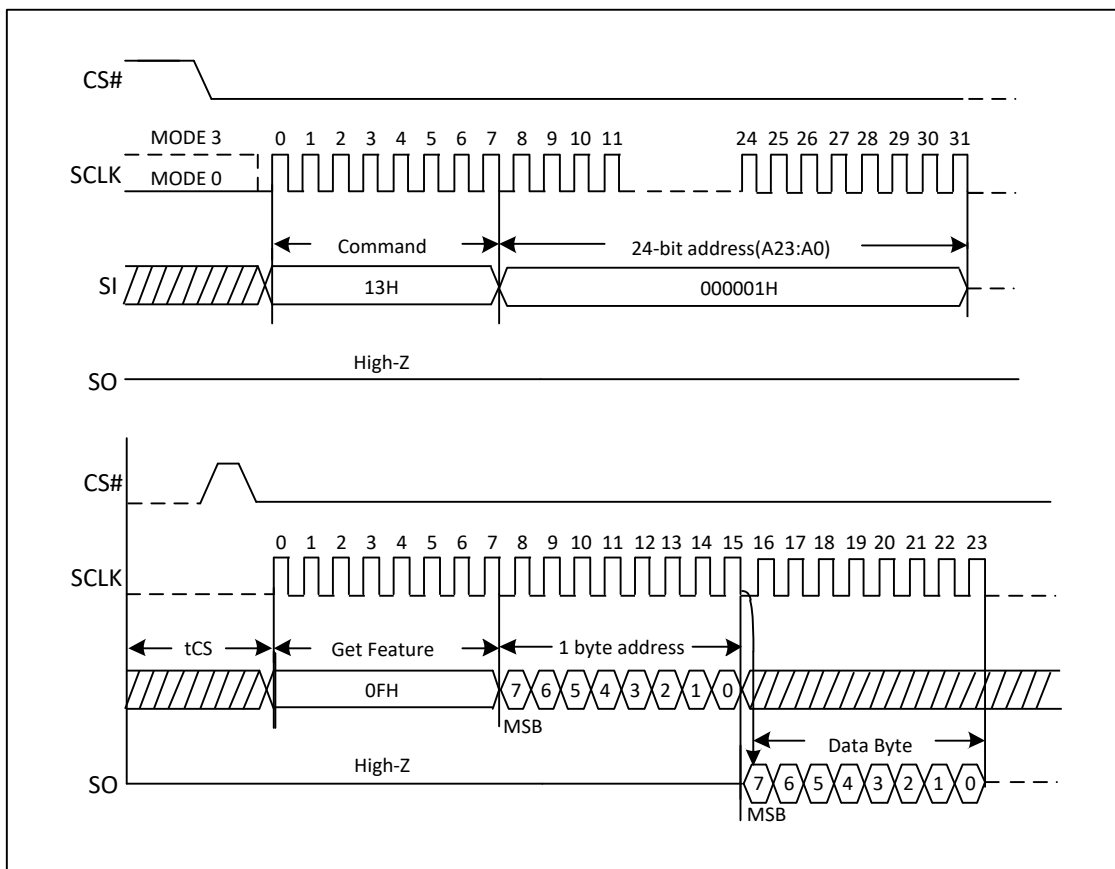 CS#
MODE 3
0 1 2 3 4 5 6 7 8 9 10 11 24 25 26 27 28 29 30 31
SCLK
MODE 0
Command
24-bit address(A23:A0)
SI
13H
000001H
High-Z
SO
CS#
0 1 2 3 4 5 6 7 8 9 10 11 12 13 14 15 16 17 18 19 20 21 22 23
SCLK
tCS
Get Feature
1 byte address
0FH
7 6 5 4 3 2 1 0
MSB
Data Byte
High-Z
SO
7 6 5 4 3 2 1 0
MSB